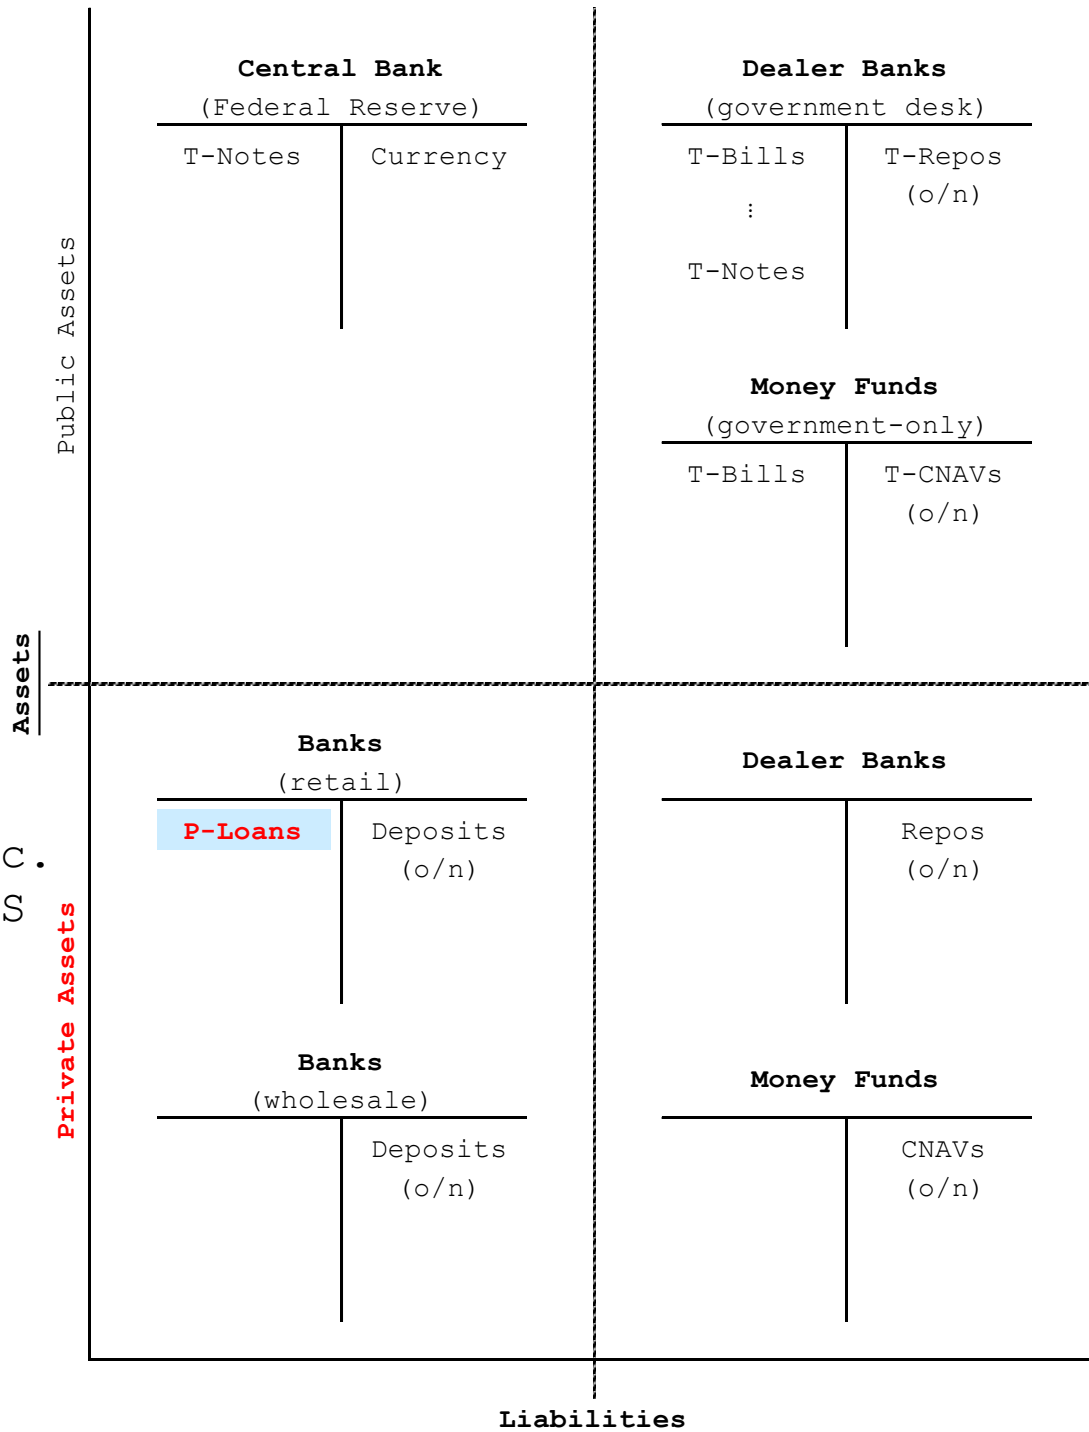 Central Bank
(Federal Reserve)
T-Notes
Currency
Dealer Banks
(government desk)
T-Bills
⋮
T-Notes
T-Repos
(o/n)
Money Funds
(government-only)
T-Bills
T-CNAVs
(o/n)
Public Assets
Assets
Banks
(retail)
P-Loans
Deposits
(o/n)
Dealer Banks
Repos
(o/n)
c.
S
Private Assets
Banks
(wholesale)
Deposits
(o/n)
Money Funds
CNAVs
(o/n)
Liabilities